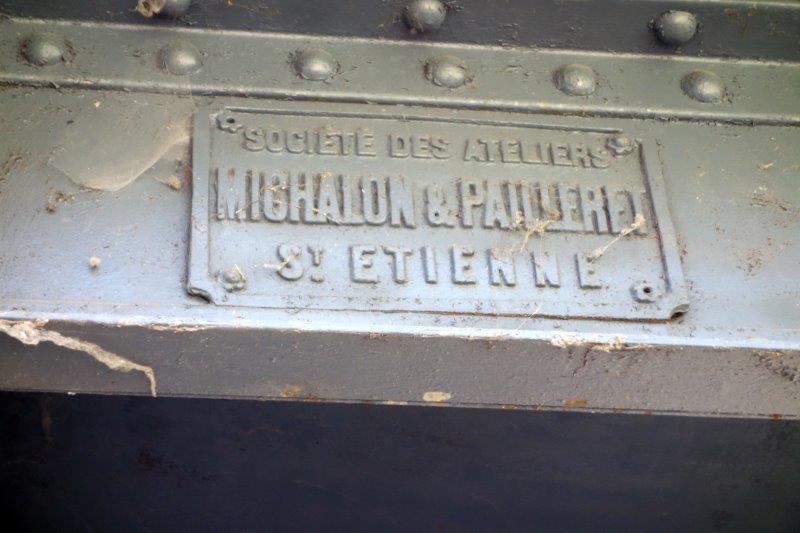 SOCIÉTÉ DES ATELIERS
MICHALON & PAILLERET
ST ETIENNE